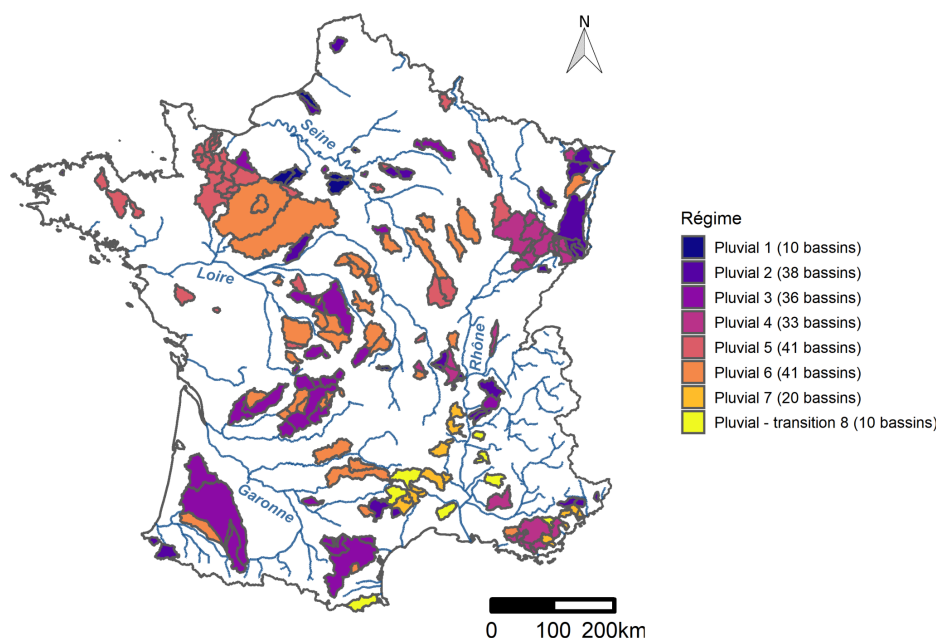 N
Seine
Loire
Rhône
Garonne
Régime
Pluvial 1 (10 bassins)
Pluvial 2 (38 bassins)
Pluvial 3 (36 bassins)
Pluvial 4 (33 bassins)
Pluvial 5 (41 bassins)
Pluvial 6 (41 bassins)
Pluvial 7 (20 bassins)
Pluvial - transition 8 (10 bassins)
0 100 200km